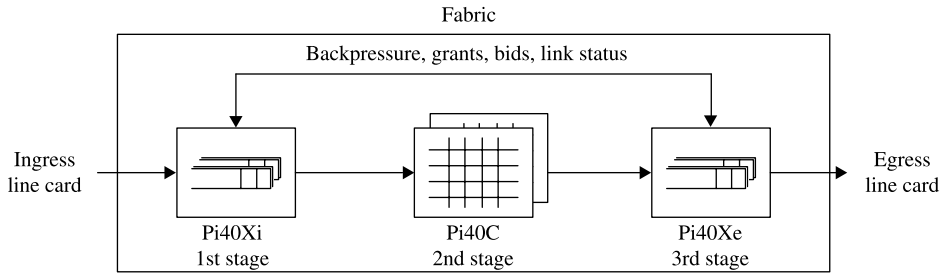 Fabric
Backpressure, grants, bids, link status
Ingress
line card
Egress
line card
Pi40Xi
1st stage
Pi40C
2nd stage
Pi40Xe
3rd stage